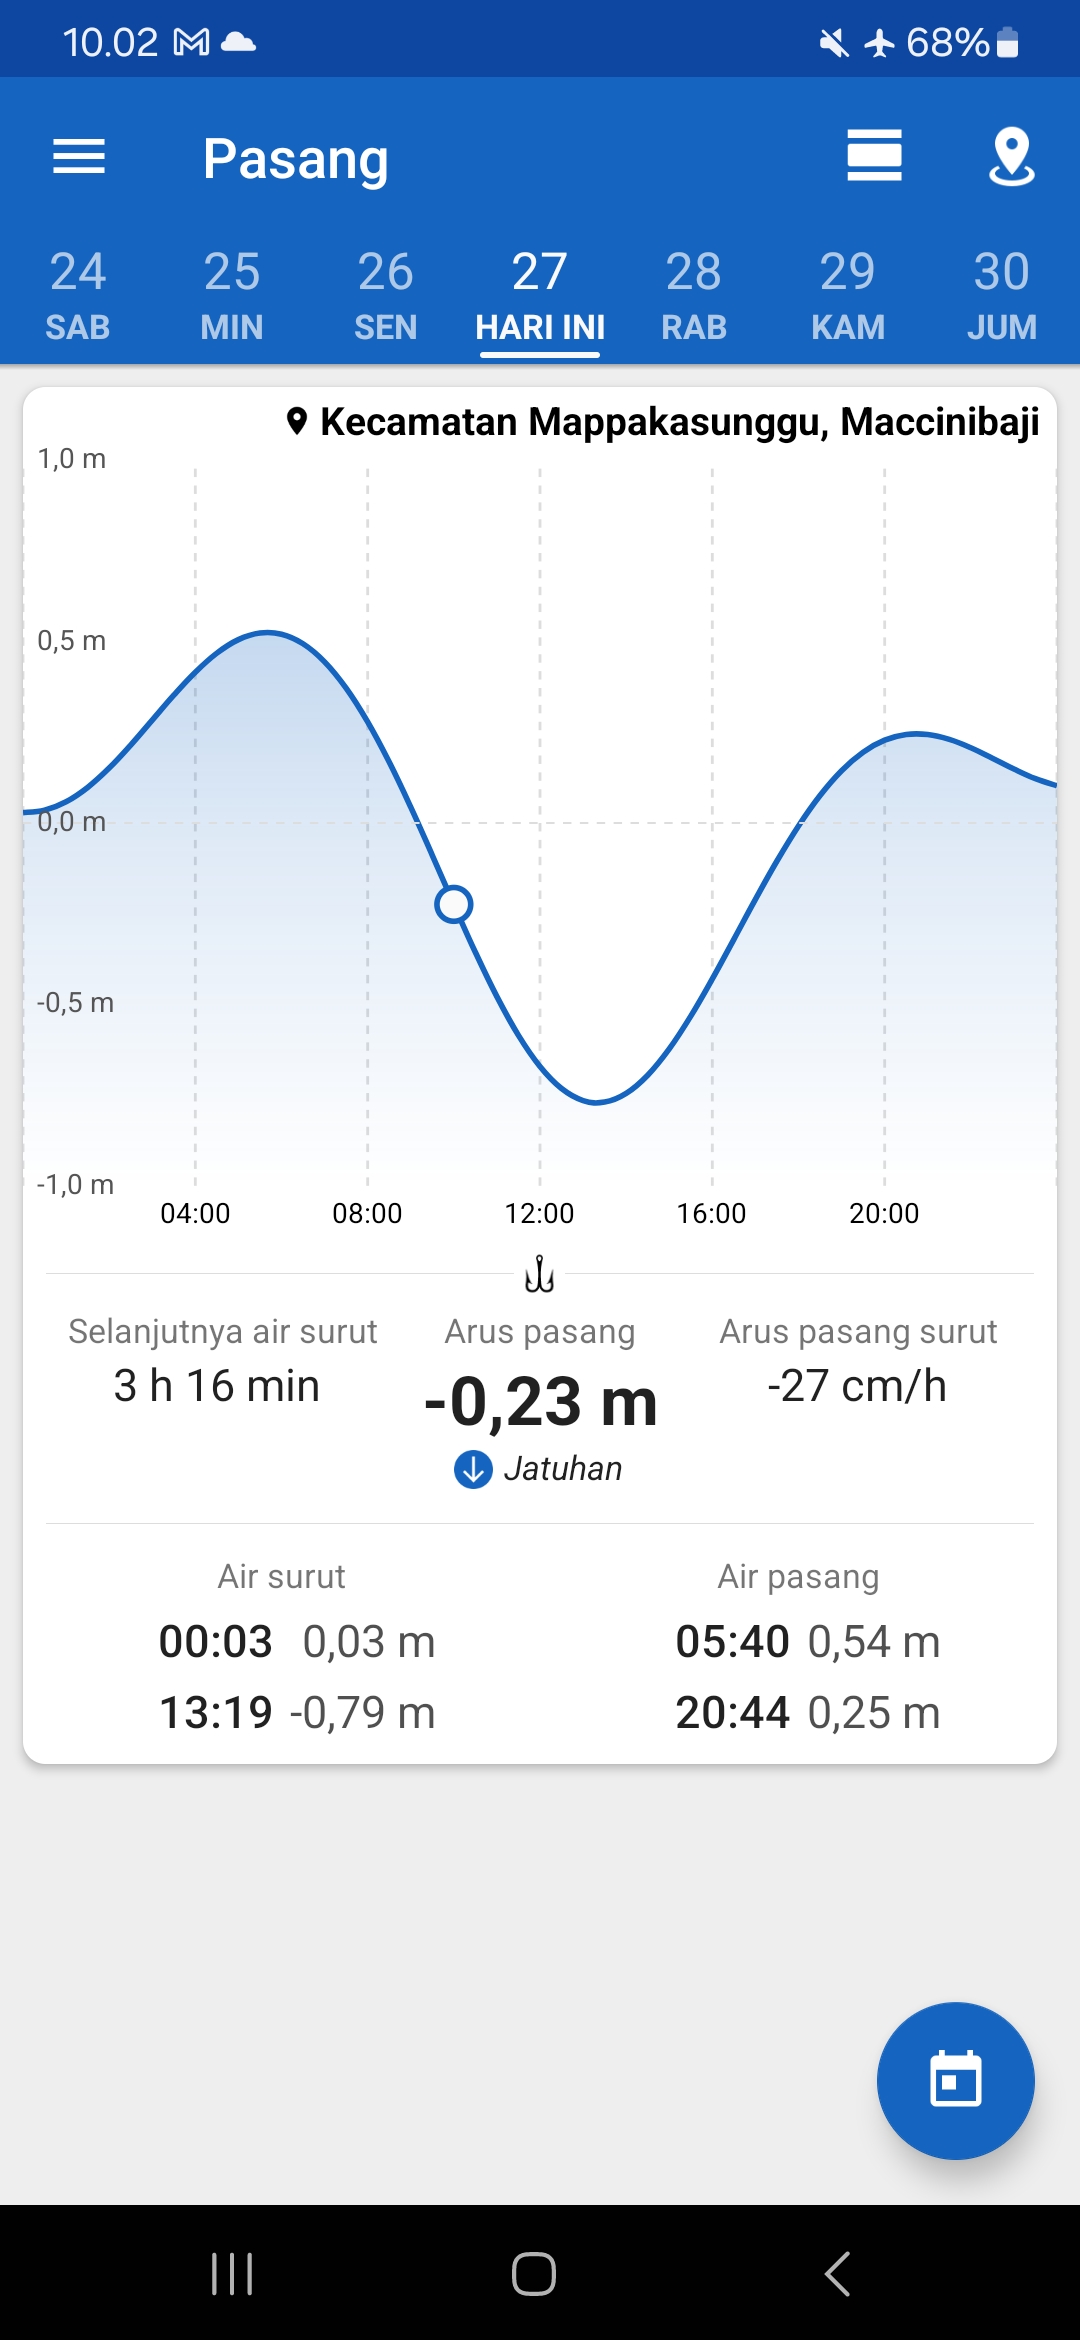 10.02 68%
Pasang
24 25 26 27 28 29 30
SAB MIN SEN HARI INI RAB KAM JUM
Kecamatan Mappakasunggu, Maccinibaji
1,0 m
0,5 m
0,0 m
-0,5 m
-1,0 m
04:00 08:00 12:00 16:00 20:00
Selanjutnya air surut Arus pasang Arus pasang surut
3 h 16 min -0,23 m -27 cm/h
Jatuhan
Air surut Air pasang
00:03 0,03 m 05:40 0,54 m
13:19 -0,79 m 20:44 0,25 m